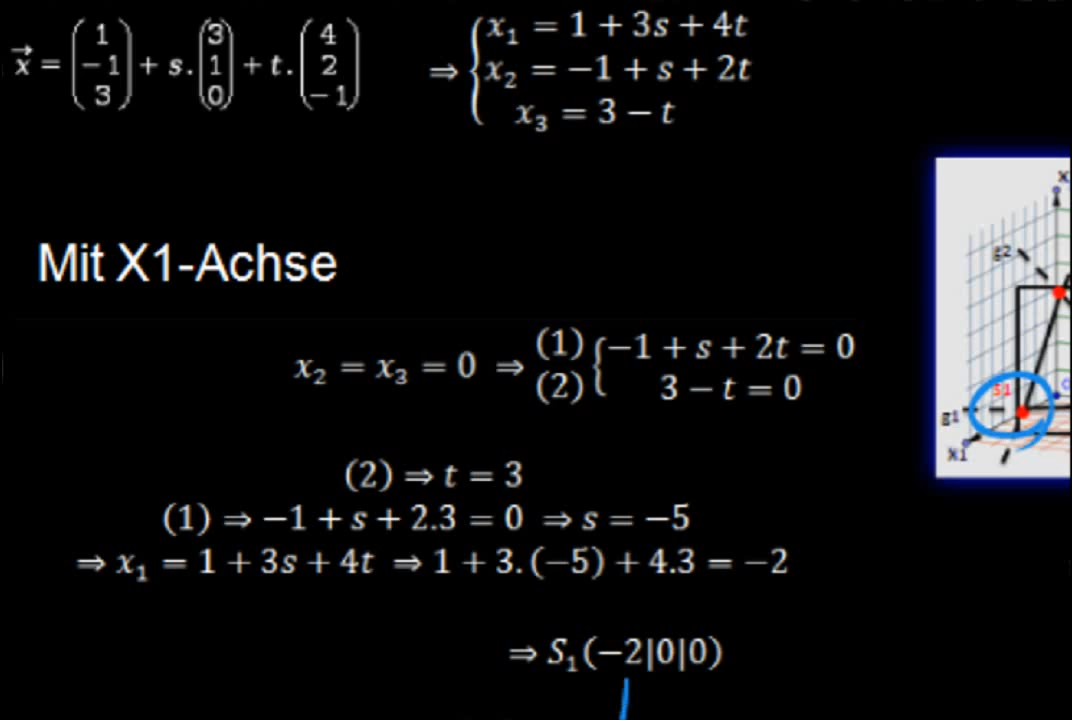 x⃗ = (1 −1 3) + s. (3 1 0) + t. (4 2 −1) ⇒ { x₁ = 1 + 3s + 4t
x₂ = −1 + s + 2t
x₃ = 3 − t
Mit X1-Achse
x₂ = x₃ = 0 ⇒ (1) { −1 + s + 2t = 0
(2) 3 − t = 0
(2) ⇒ t = 3
(1) ⇒ −1 + s + 2.3 = 0 ⇒ s = −5
⇒ x₁ = 1 + 3s + 4t ⇒ 1 + 3.(−5) + 4.3 = −2
⇒ S₁(−2|0|0)
g2
S1
g1
X1